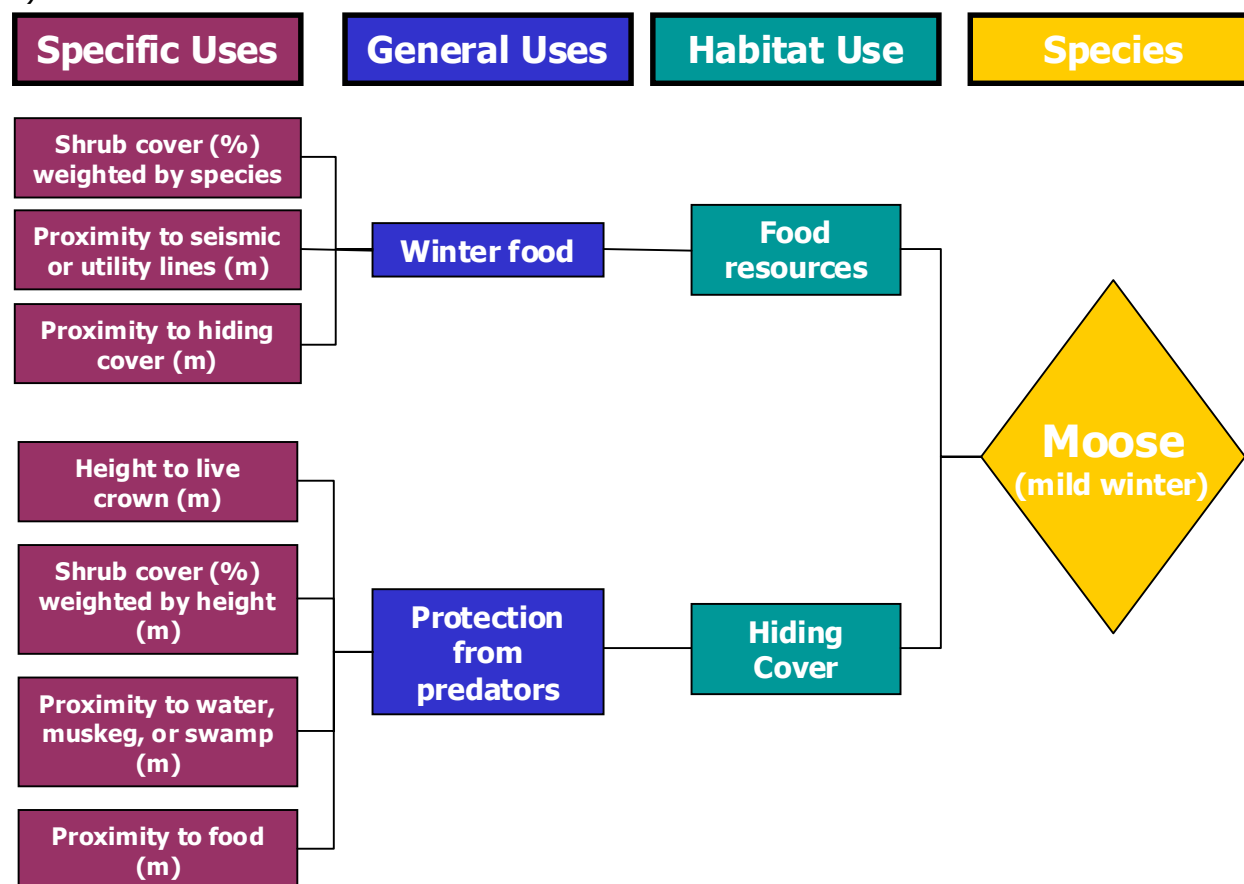 Specific Uses
General Uses
Habitat Use
Species
Shrub cover (%)
weighted by species
Proximity to seismic
or utility lines (m)
Proximity to hiding
cover (m)
Winter food
Food
resources
Height to live
crown (m)
Shrub cover (%)
weighted by height
(m)
Proximity to water,
muskeg, or swamp
(m)
Proximity to food
(m)
Protection
from
predators
Hiding
Cover
Moose
(mild winter)